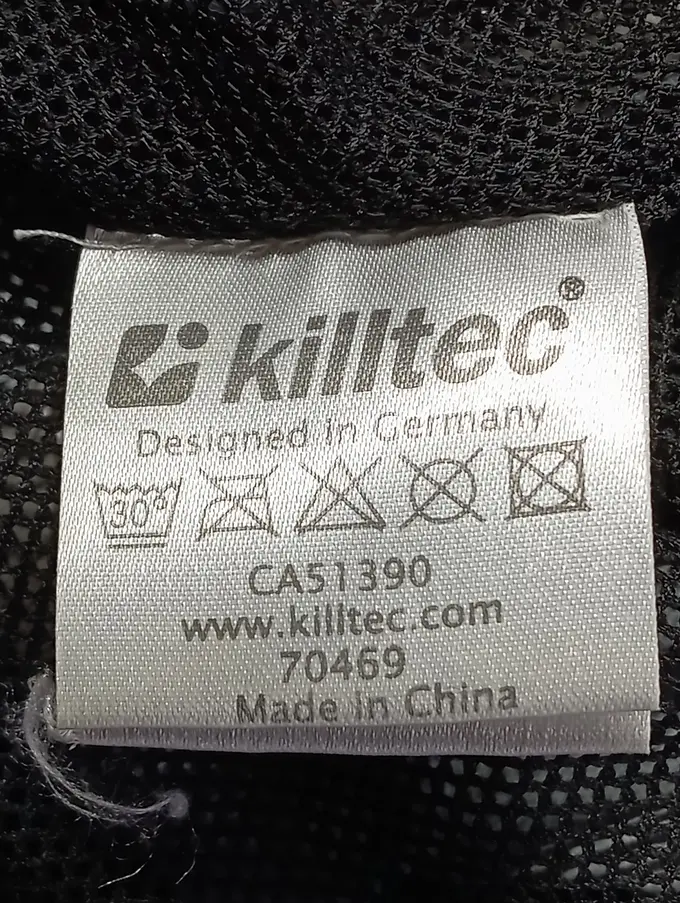 killtec®
Designed in Germany
30°
CA51390
www.killtec.com
70469
Made in China